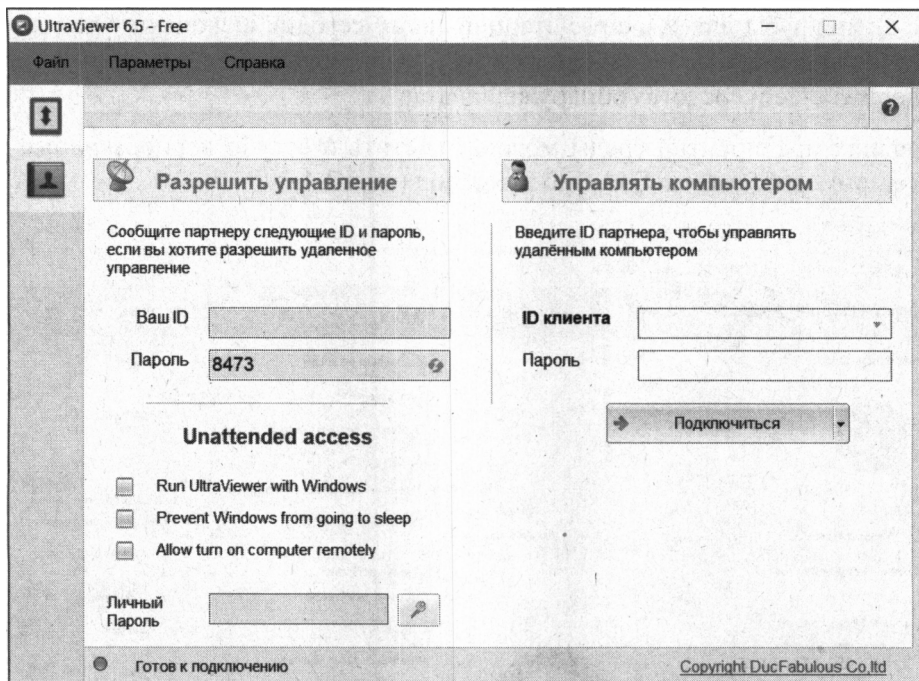 UltraViewer 6.5 - Free
Файл Параметры Справка
Разрешить управление
Сообщите партнеру следующие ID и пароль,
если вы хотите разрешить удаленное
управление
Ваш ID
Пароль 8473
Unattended access
Run UltraViewer with Windows
Prevent Windows from going to sleep
Allow turn on computer remotely
Личный
Пароль
Управлять компьютером
Введите ID партнера, чтобы управлять
удалённым компьютером
ID клиента
Пароль
Подключиться
Готов к подключению
Copyright DucFabulous Co,ltd